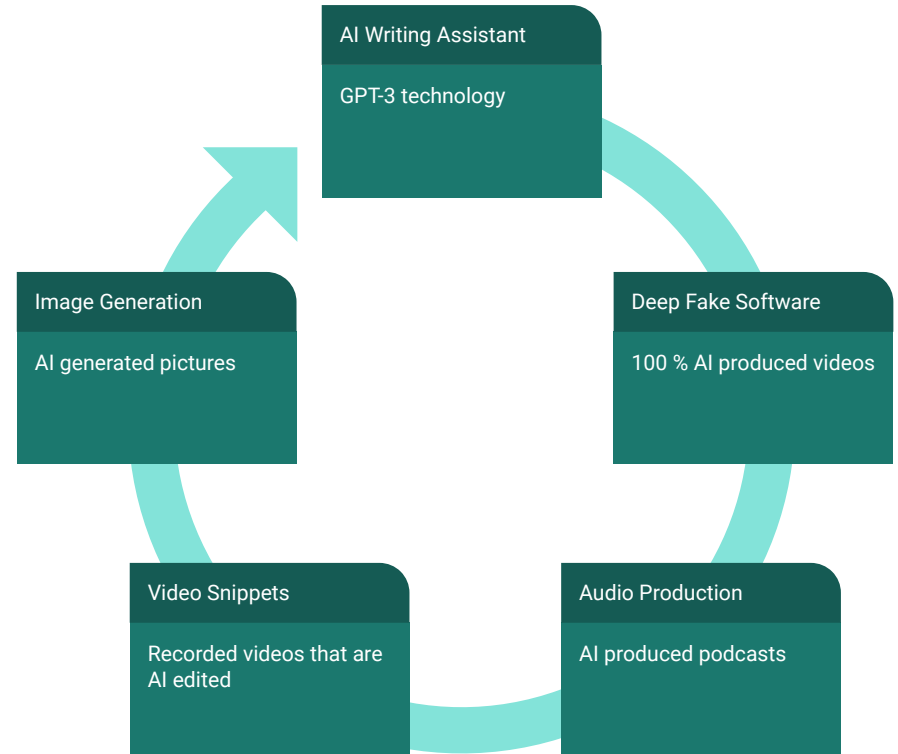 AI Writing Assistant
GPT-3 technology
Deep Fake Software
100 % AI produced videos
Audio Production
AI produced podcasts
Video Snippets
Recorded videos that are
AI edited
Image Generation
AI generated pictures